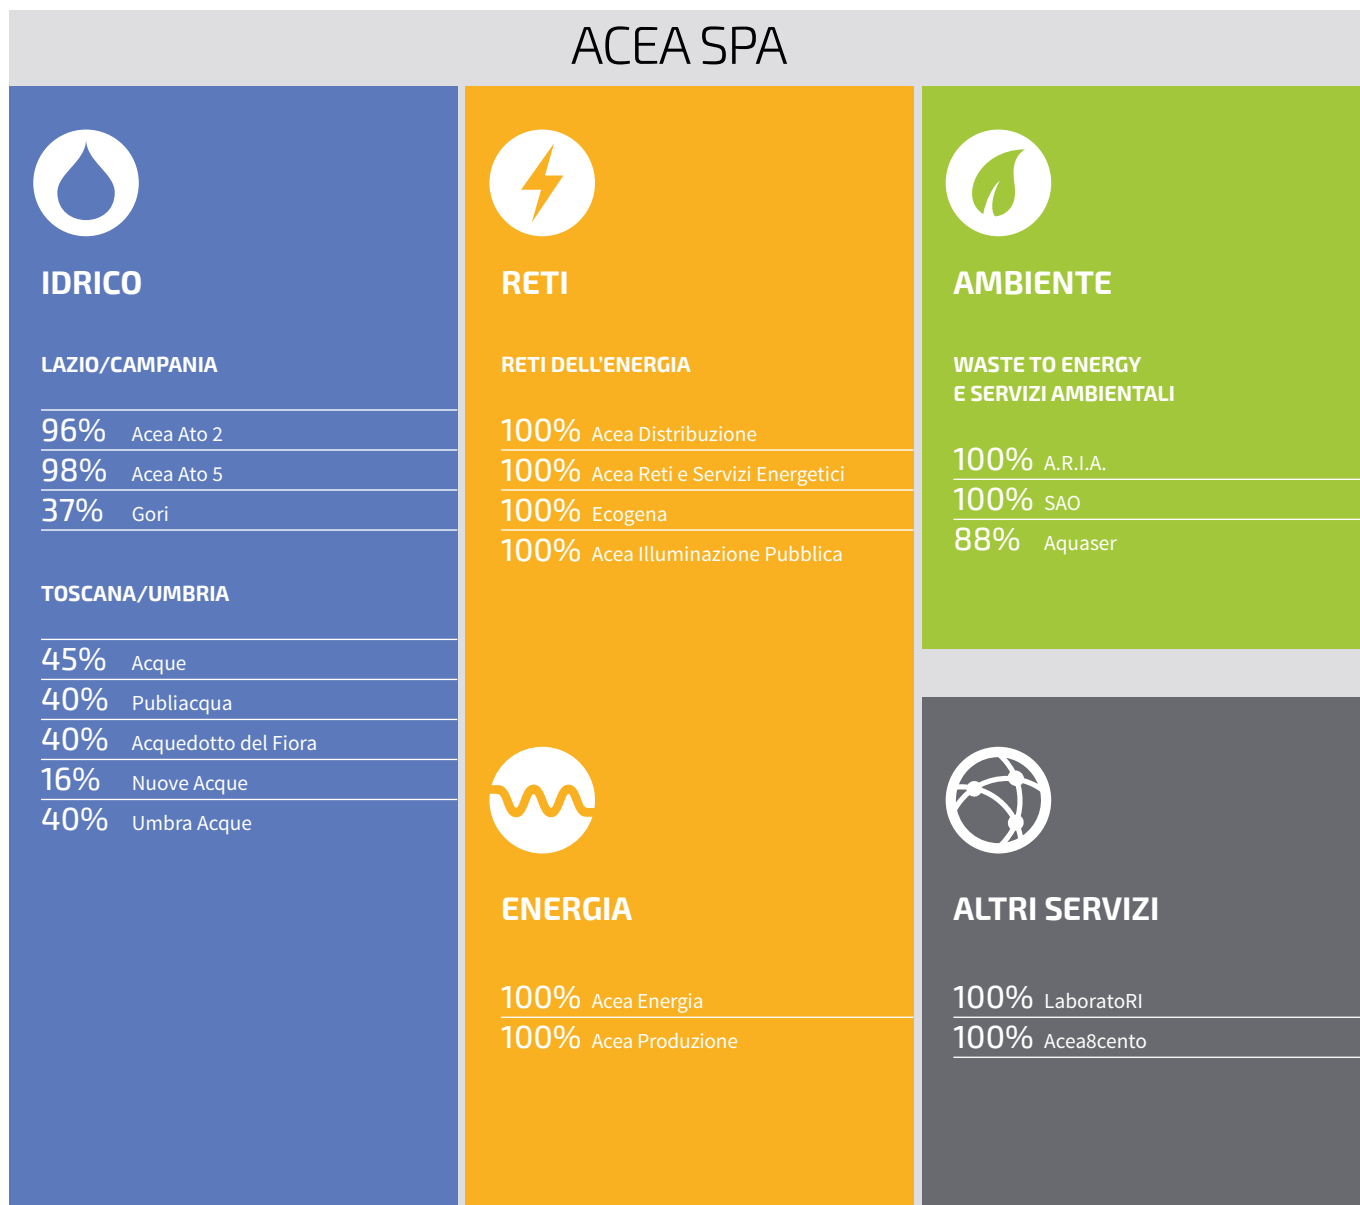 ACEA SPA
IDRICO
LAZIO/CAMPANIA
96% Acea Ato 2
98% Acea Ato 5
37% Gori
TOSCANA/UMBRIA
45% Acque
40% Publiacqua
40% Acquedotto del Fiora
16% Nuove Acque
40% Umbra Acque
RETI
RETI DELL'ENERGIA
100% Acea Distribuzione
100% Acea Reti e Servizi Energetici
100% Ecogena
100% Acea Illuminazione Pubblica
ENERGIA
100% Acea Energia
100% Acea Produzione
AMBIENTE
WASTE TO ENERGY
E SERVIZI AMBIENTALI
100% A.R.I.A.
100% SAO
88% Aquaser
ALTRI SERVIZI
100% LaboratoRI
100% Acea8cento